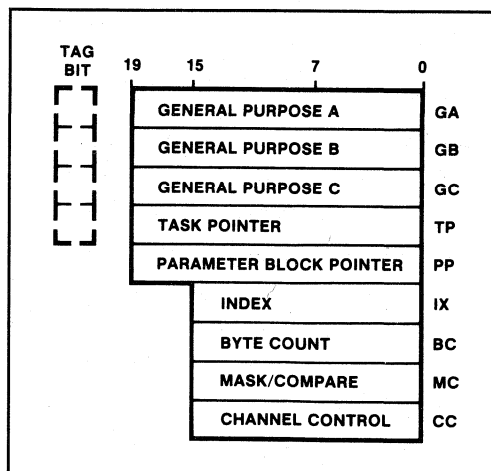 TAG
BIT
19 15 7 0
GENERAL PURPOSE A GA
GENERAL PURPOSE B GB
GENERAL PURPOSE C GC
TASK POINTER TP
PARAMETER BLOCK POINTER PP
INDEX IX
BYTE COUNT BC
MASK/COMPARE MC
CHANNEL CONTROL CC